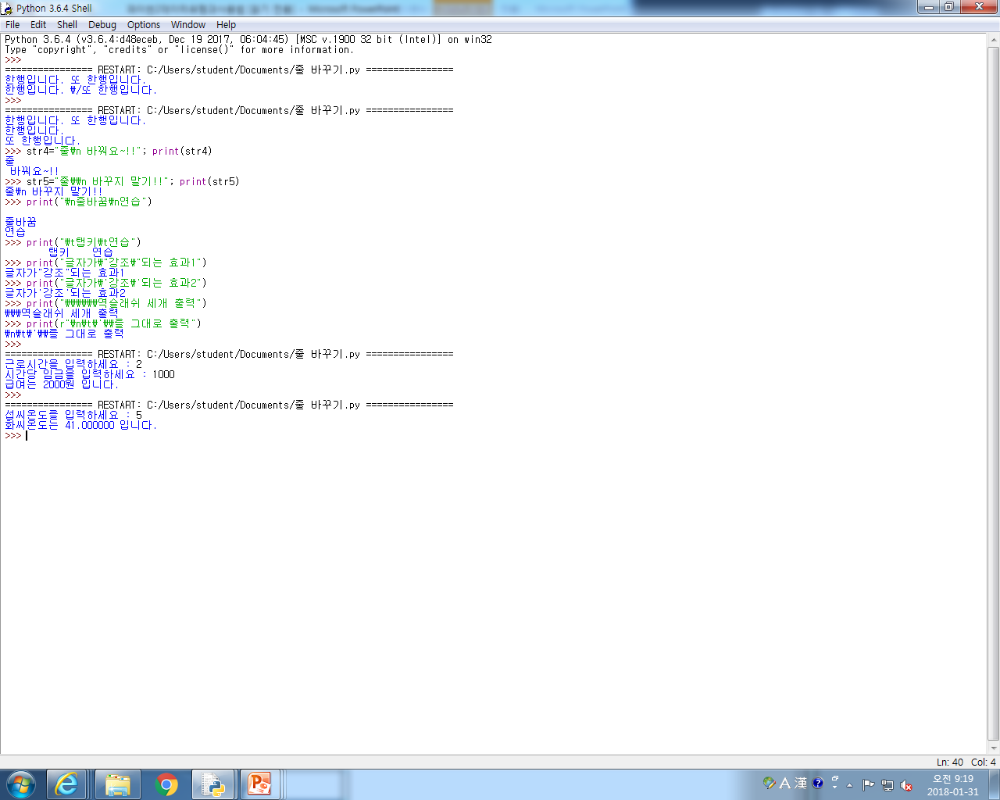 Python 3.6.4 Shell
File Edit Shell Debug Options Window Help
Python 3.6.4 (v3.6.4:d48eceb, Dec 19 2017, 06:04:45) [MSC v.1900 32 bit (Intel)] on win32
Type "copyright", "credits" or "license()" for more information.
>>>
================ RESTART: C:/Users/student/Documents/줄 바꾸기.py ================
한행입니다. 또 한행입니다.
한행입니다. #/또 한행입니다.
>>>
================ RESTART: C:/Users/student/Documents/줄 바꾸기.py ================
한행입니다. 또 한행입니다.
한행입니다.
또 한행입니다.
>>> str4="줄₩n 바꿔요~!!"; print(str4)
줄
 바꿔요~!!
>>> str5="줄₩₩n 바꾸지 말기!!"; print(str5)
줄₩n 바꾸지 말기!!
>>> print("₩n줄바꿈₩n연습")
줄바꿈
연습
>>> print("₩t탭키₩t연습")
	탭키	연습
>>> print("글자가₩"강조₩"되는 효과1")
글자가"강조"되는 효과1
>>> print("글자가₩'강조₩'되는 효과2")
글자가'강조'되는 효과2
>>> print("₩₩₩₩₩₩역슬래쉬 세개 출력")
₩₩₩역슬래쉬 세개 출력
>>> print(r"₩n₩t₩'₩₩를 그대로 출력")
₩n₩t₩'₩₩를 그대로 출력
>>>
================ RESTART: C:/Users/student/Documents/줄 바꾸기.py ================
근로시간을 입력하세요 : 2
시간당 임금을 입력하세요 : 1000
급여는 2000원 입니다.
>>>
================ RESTART: C:/Users/student/Documents/줄 바꾸기.py ================
섭씨온도를 입력하세요 : 5
화씨온도는 41.000000 입니다.
>>>
Ln: 40 Col: 4
A 漢
오전 9:19
2018-01-31